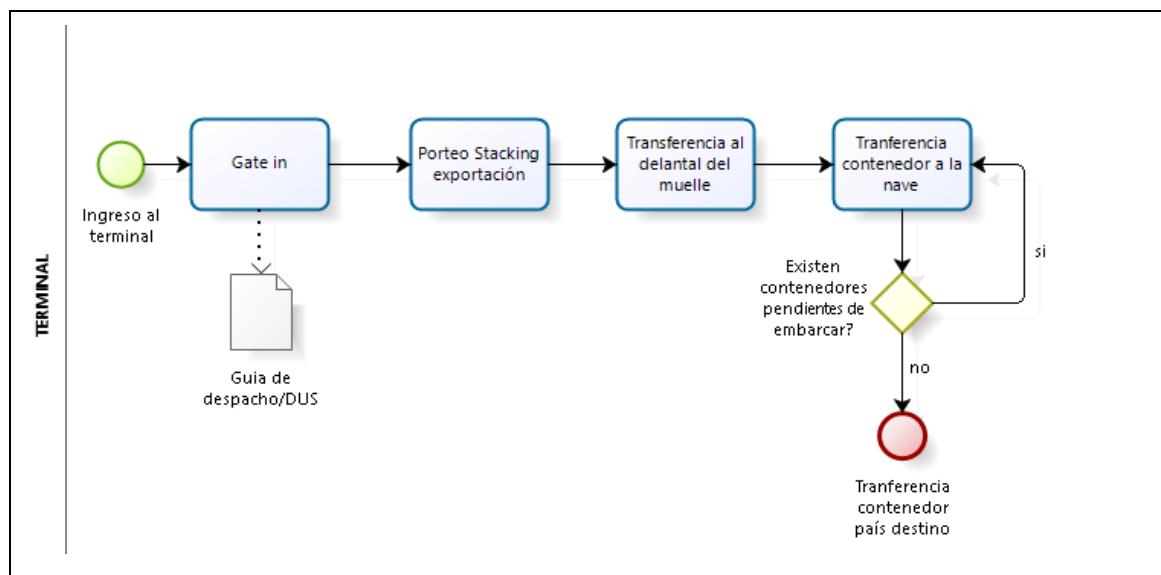 TERMINAL
Ingreso al
terminal
Gate in
Guia de
despacho/DUS
Porteo Stacking
exportación
Transferencia al
delantal del
muelle
Tranferencia
contenedor a la
nave
Existen
contenedores
pendientes de
embarcar?
si
no
Tranferencia
contenedor
país destino